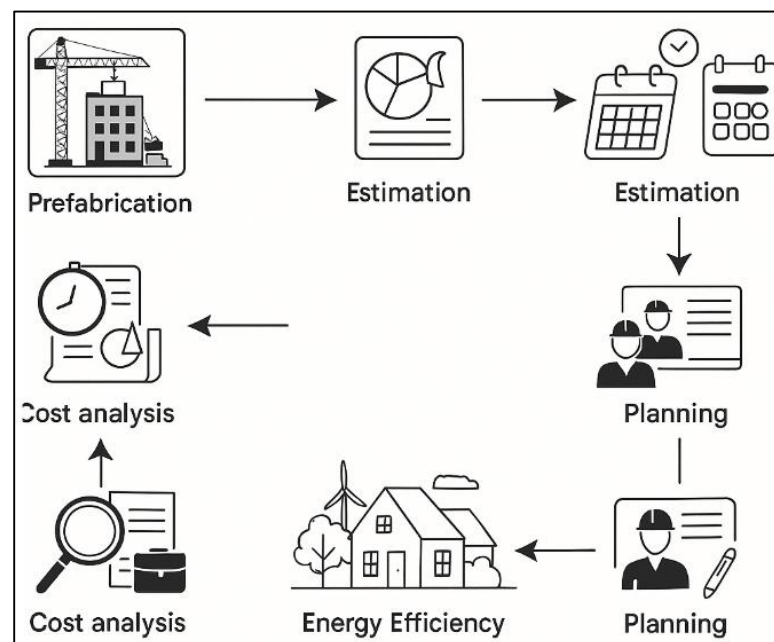 Prefabrication
Estimation
Estimation
Cost analysis
Planning
Cost analysis
Energy Efficiency
Planning